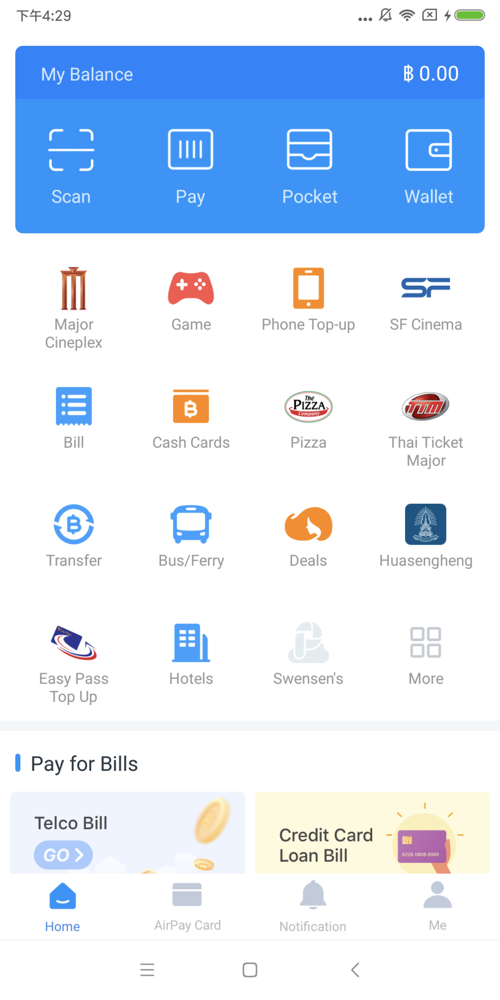 下午4:29
My Balance
฿ 0.00
Scan
Pay
Pocket
Wallet
SF
Major
Cineplex
Game
Phone Top-up
SF Cinema
The
PIZZA
Company
TTM
Bill
Cash Cards
Pizza
Thai Ticket
Major
Transfer
Bus/Ferry
Deals
Huasengheng
Easy Pass
Top Up
Hotels
Swensen's
More
Pay for Bills
Telco Bill
GO
Credit Card
Loan Bill
6226 0808 0000
Home
AirPay Card
Notification
Me